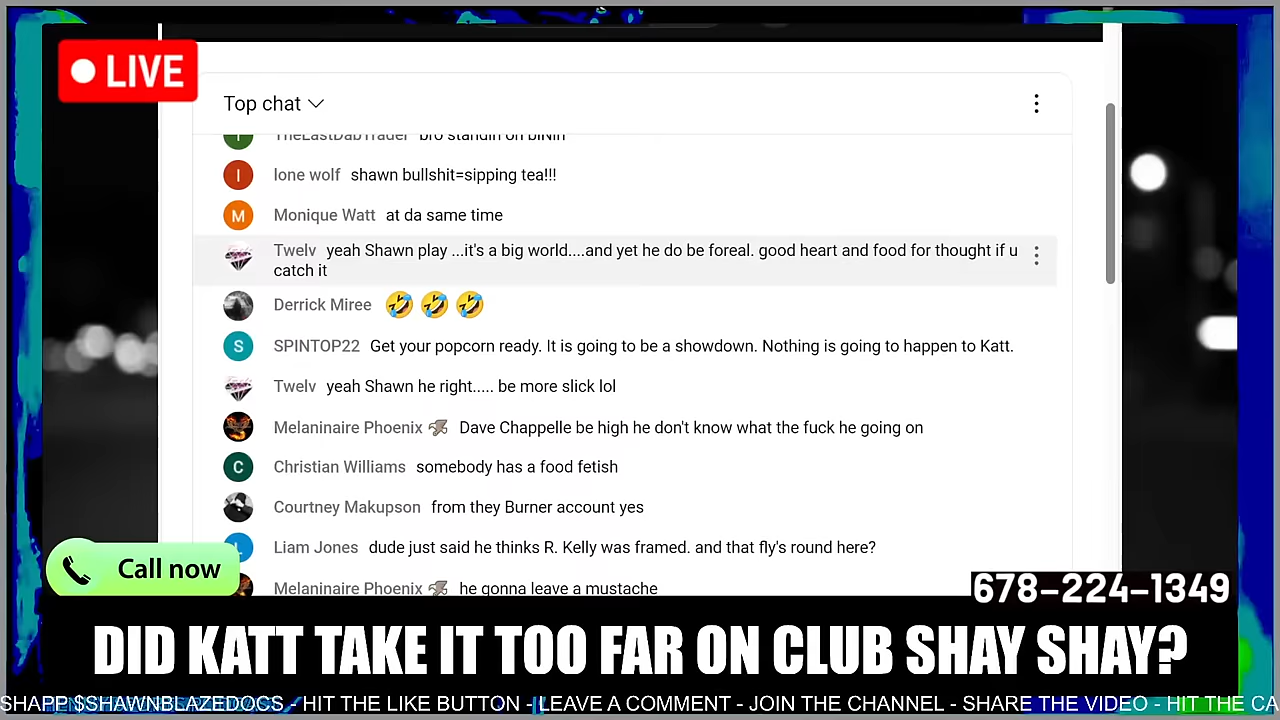 LIVE
Top chat
TheLastDabTrader bro standin on biNin
I lone wolf shawn bullshit=sipping tea!!!
M Monique Watt at da same time
Twelv yeah Shawn play ...it's a big world....and yet he do be foreal. good heart and food for thought if u
catch it
Derrick Miree 🤣 🤣 🤣
S SPINTOP22 Get your popcorn ready. It is going to be a showdown. Nothing is going to happen to Katt.
Twelv yeah Shawn he right..... be more slick lol
Melaninaire Phoenix Dave Chappelle be high he don't know what the fuck he going on
C Christian Williams somebody has a food fetish
Courtney Makupson from they Burner account yes
Liam Jones dude just said he thinks R. Kelly was framed. and that fly's round here?
Call now
Melaninaire Phoenix he gonna leave a mustache
678-224-1349
DID KATT TAKE IT TOO FAR ON CLUB SHAY SHAY?
SHAPP $SHAWNBLAZEDACS - HIT THE LIKE BUTTON - LEAVE A COMMENT - JOIN THE CHANNEL - SHARE THE VIDEO - HIT THE CA